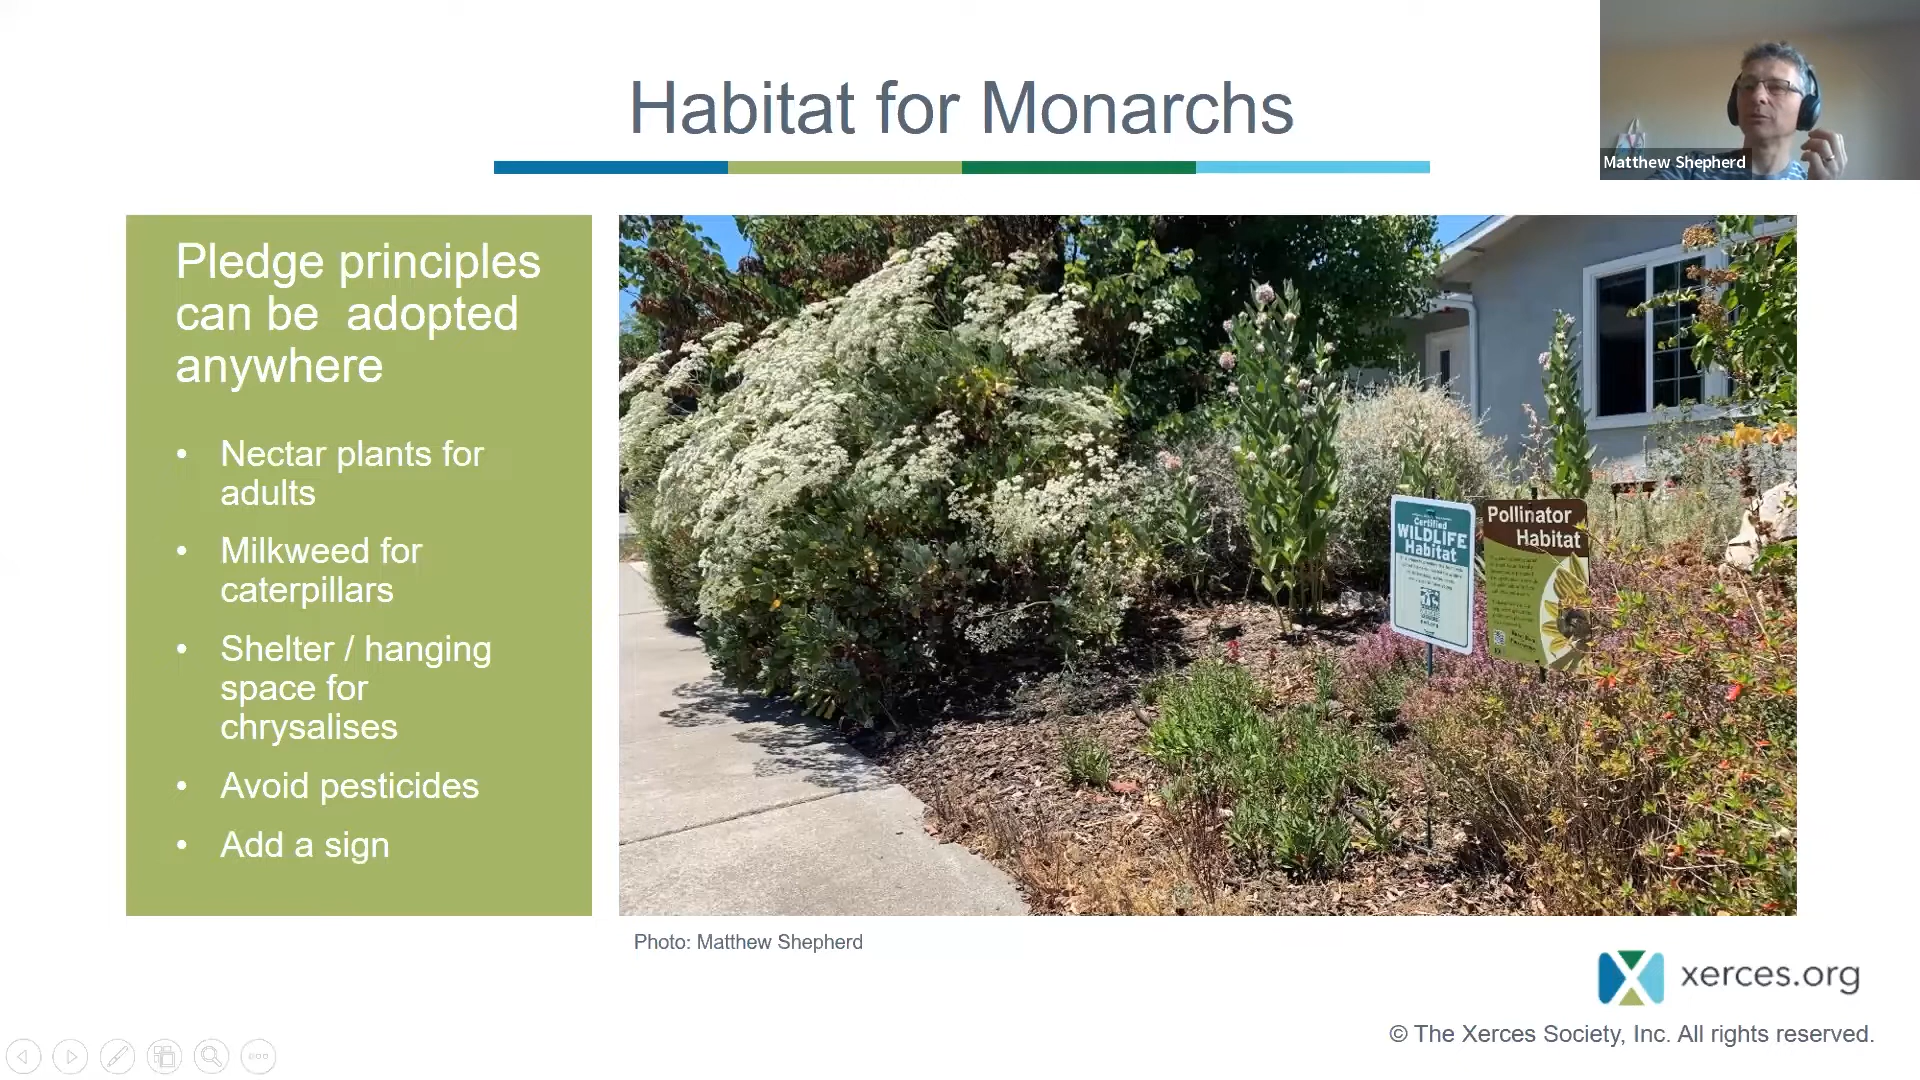 Habitat for Monarchs
Matthew Shepherd
Pledge principles
can be adopted
anywhere
• Nectar plants for
adults
• Milkweed for
caterpillars
• Shelter / hanging
space for
chrysalises
• Avoid pesticides
• Add a sign
Certified
WILDLIFE
Habitat
Pollinator
Habitat
Photo: Matthew Shepherd
xerces.org
© The Xerces Society, Inc. All rights reserved.